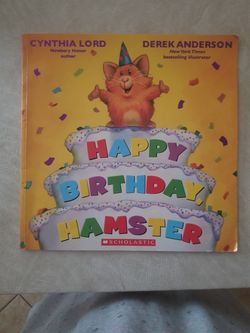 CYNTHIA LORD
Newbery Honor
author
DEREK ANDERSON
New York Times
bestselling illustrator
HAPPY
BIRTHDAY,
HAMSTER
SCHOLASTIC